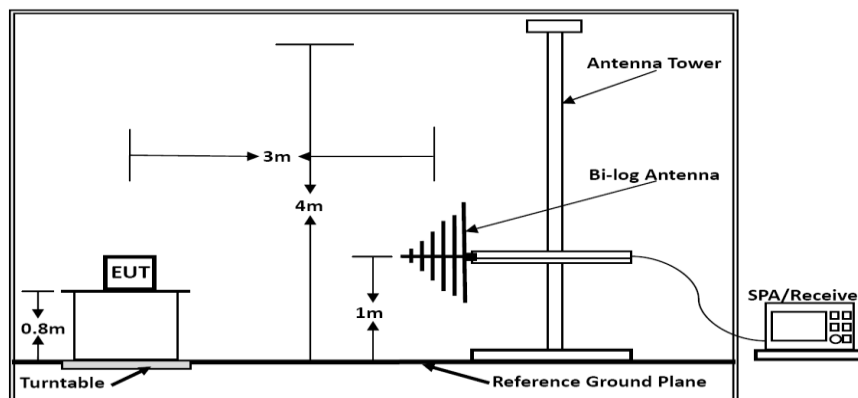 Antenna Tower
3m
Bi-log Antenna
4m
EUT
0.8m
1m
SPA/Receive
Turntable
Reference Ground Plane